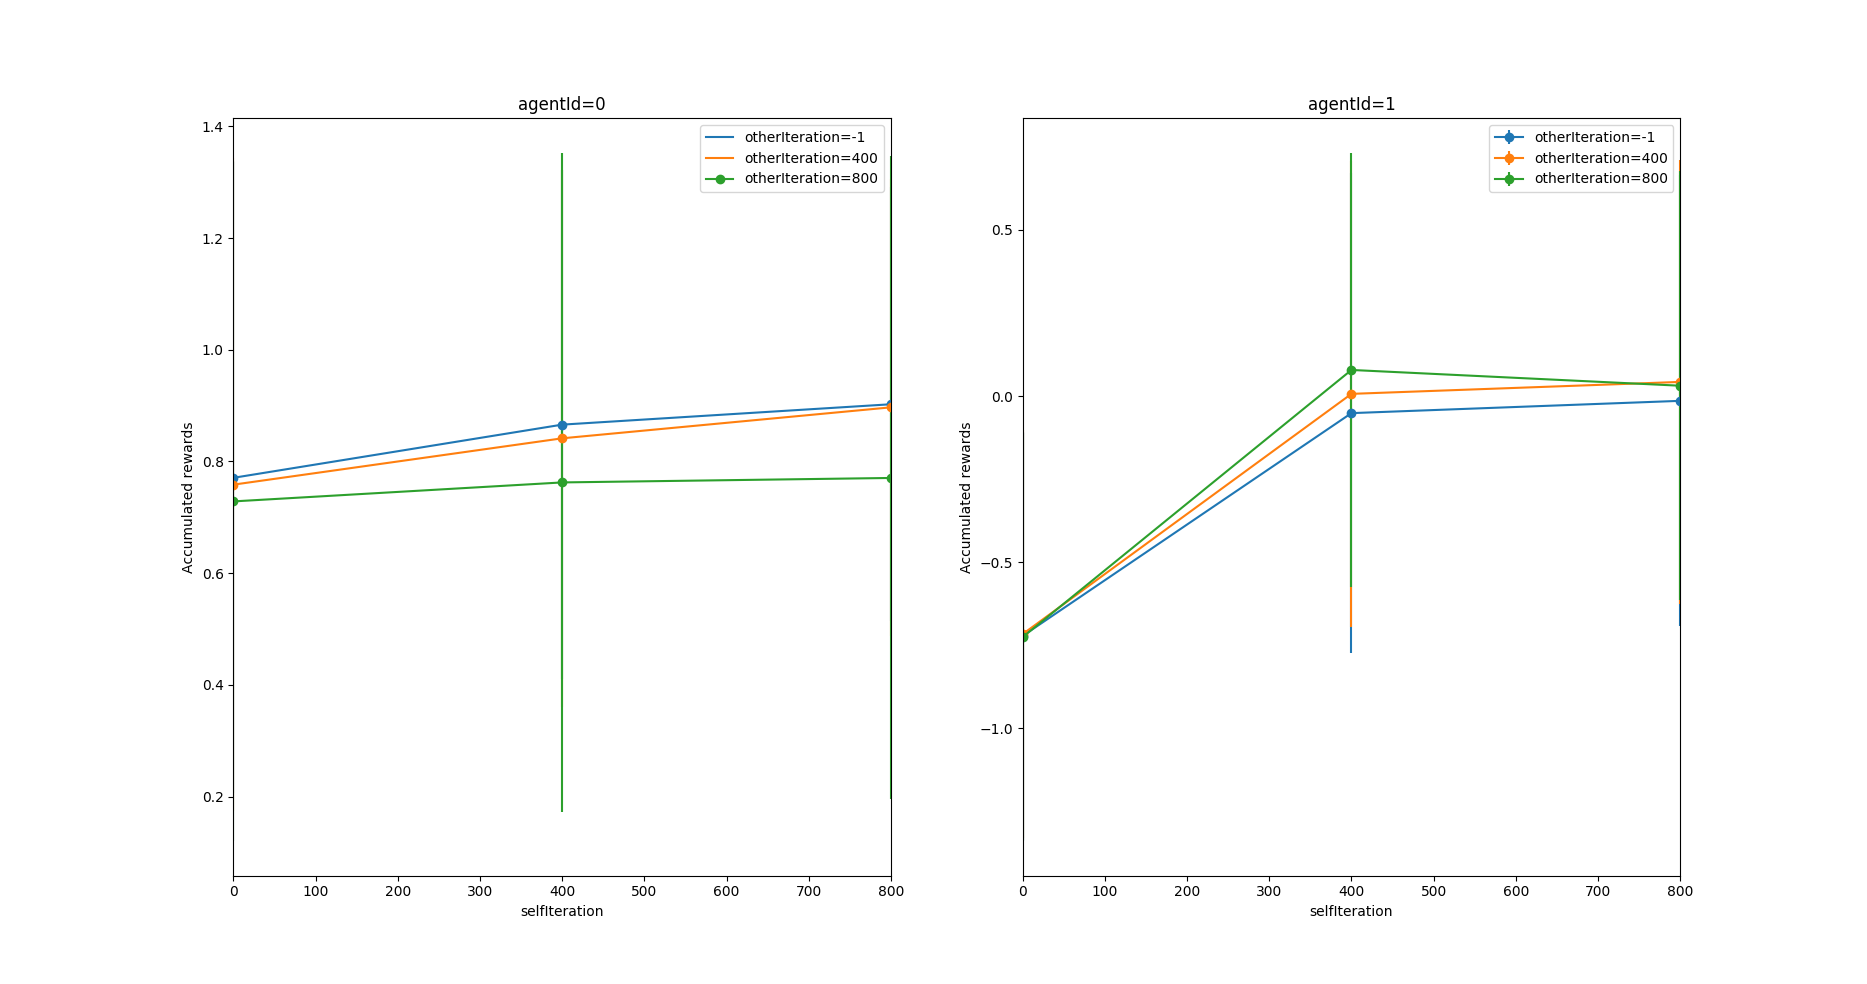 agentId=0
1.4
1.2
1.0
0.8
0.6
0.4
0.2
Accumulated rewards
otherIteration=-1
otherIteration=400
otherIteration=800
0 100 200 300 400 500 600 700 800
selfIteration
agentId=1
0.5
0.0
−0.5
−1.0
Accumulated rewards
otherIteration=-1
otherIteration=400
otherIteration=800
0 100 200 300 400 500 600 700 800
selfIteration